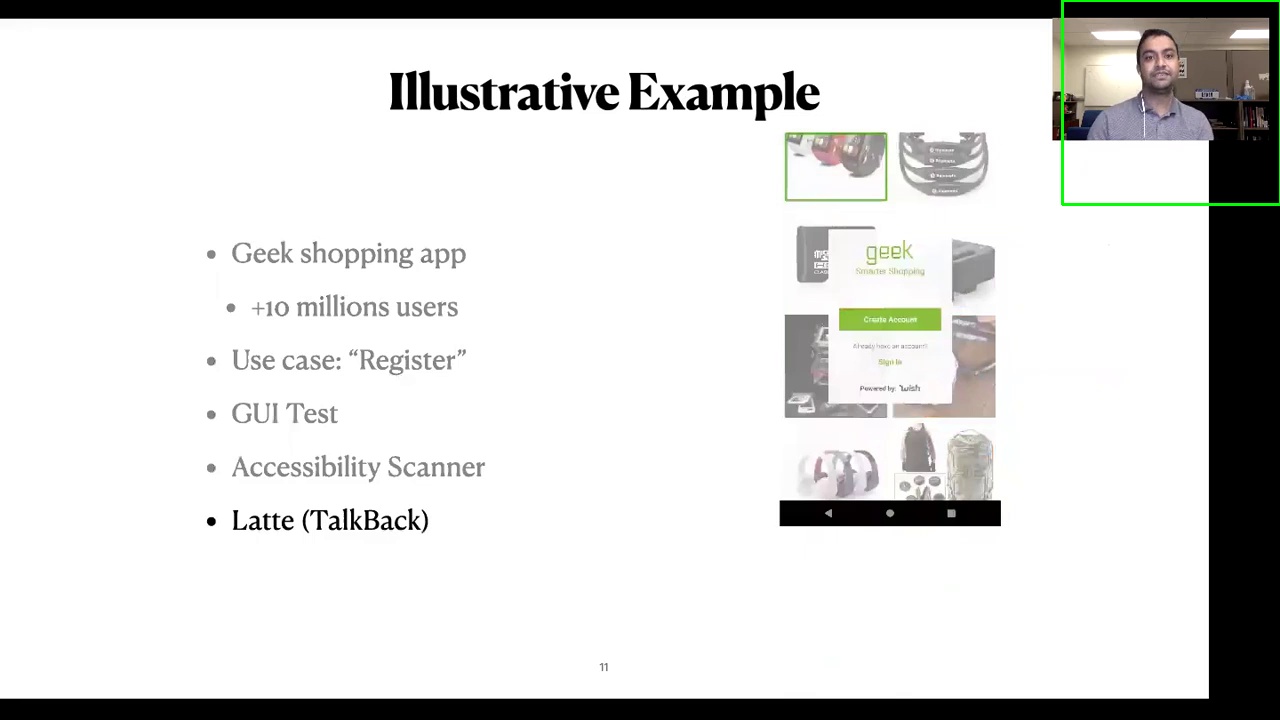 Illustrative Example
• Geek shopping app
• +10 millions users
• Use case: “Register”
• GUI Test
• Accessibility Scanner
• Latte (TalkBack)
geek
Smarter Shopping
Create Account
Already have an account?
Sign In
Powered by: wish
11